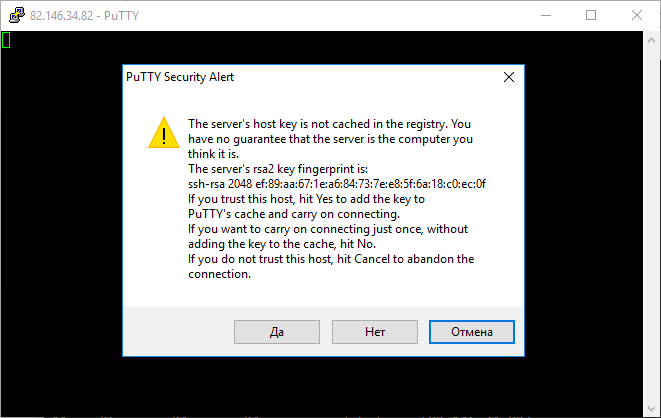 82.146.34.82 - PuTTY
PuTTY Security Alert
The server's host key is not cached in the registry. You
have no guarantee that the server is the computer you
think it is.
The server's rsa2 key fingerprint is:
ssh-rsa 2048 ef:89:aa:67:1e:a6:84:73:7e:e8:5f:6a:18:c0:ec:0f
If you trust this host, hit Yes to add the key to
PuTTY's cache and carry on connecting.
If you want to carry on connecting just once, without
adding the key to the cache, hit No.
If you do not trust this host, hit Cancel to abandon the
connection.
Да
Нет
Отмена